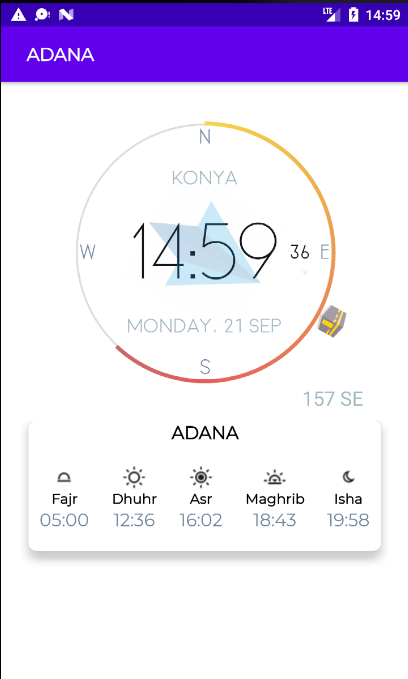 LTE 14:59
ADANA
N
KONYA
W 14:59 36 E
MONDAY. 21 SEP
S
157 SE
ADANA
Fajr Dhuhr Asr Maghrib Isha
05:00 12:36 16:02 18:43 19:58